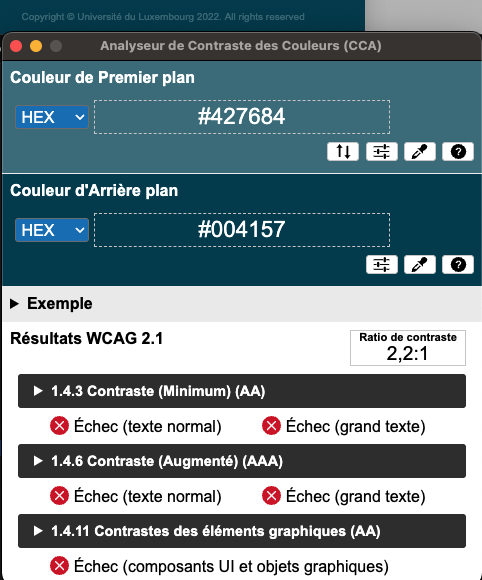 Copyright © Université du Luxembourg 2022. All rights reserved
Analyseur de Contraste des Couleurs (CCA)
Couleur de Premier plan
HEX
#427684
Couleur d'Arrière plan
HEX
#004157
Exemple
Résultats WCAG 2.1
Ratio de contraste
2,2:1
1.4.3 Contraste (Minimum) (AA)
Échec (texte normal) Échec (grand texte)
1.4.6 Contraste (Augmenté) (AAA)
Échec (texte normal) Échec (grand texte)
1.4.11 Contrastes des éléments graphiques (AA)
Échec (composants UI et objets graphiques)